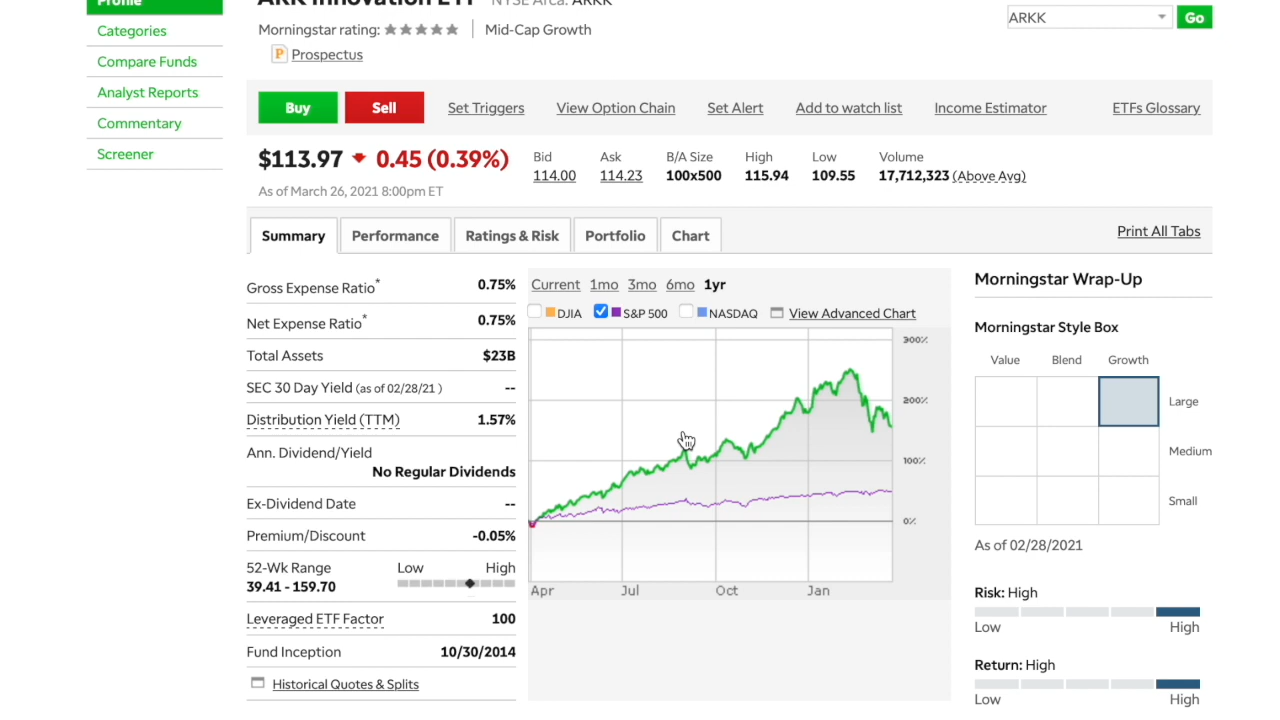 Profile
ARK Innovation ETF NYSE Arca: ARKK
ARKK
Go
Categories
Compare Funds
Analyst Reports
Commentary
Screener
Morningstar rating: ★★★★★ | Mid-Cap Growth
P Prospectus
Buy Sell Set Triggers View Option Chain Set Alert Add to watch list Income Estimator ETFs Glossary
$113.97 0.45 (0.39%)
As of March 26, 2021 8:00pm ET
Bid Ask B/A Size High Low Volume
114.00 114.23 100x500 115.94 109.55 17,712,323 (Above Avg)
Summary Performance Ratings & Risk Portfolio Chart Print All Tabs
Gross Expense Ratio* 0.75%
Net Expense Ratio* 0.75%
Total Assets $23B
SEC 30 Day Yield (as of 02/28/21 ) --
Distribution Yield (TTM) 1.57%
Ann. Dividend/Yield
No Regular Dividends
Ex-Dividend Date --
Premium/Discount -0.05%
52-Wk Range Low High
39.41 - 159.70
Leveraged ETF Factor 100
Fund Inception 10/30/2014
Historical Quotes & Splits
Current 1mo 3mo 6mo 1yr
DJIA S&P 500 NASDAQ View Advanced Chart
300%
200%
100%
0%
Apr Jul Oct Jan
Morningstar Wrap-Up
Morningstar Style Box
Value Blend Growth
Large
Medium
Small
As of 02/28/2021
Risk: High
Low High
Return: High
Low High